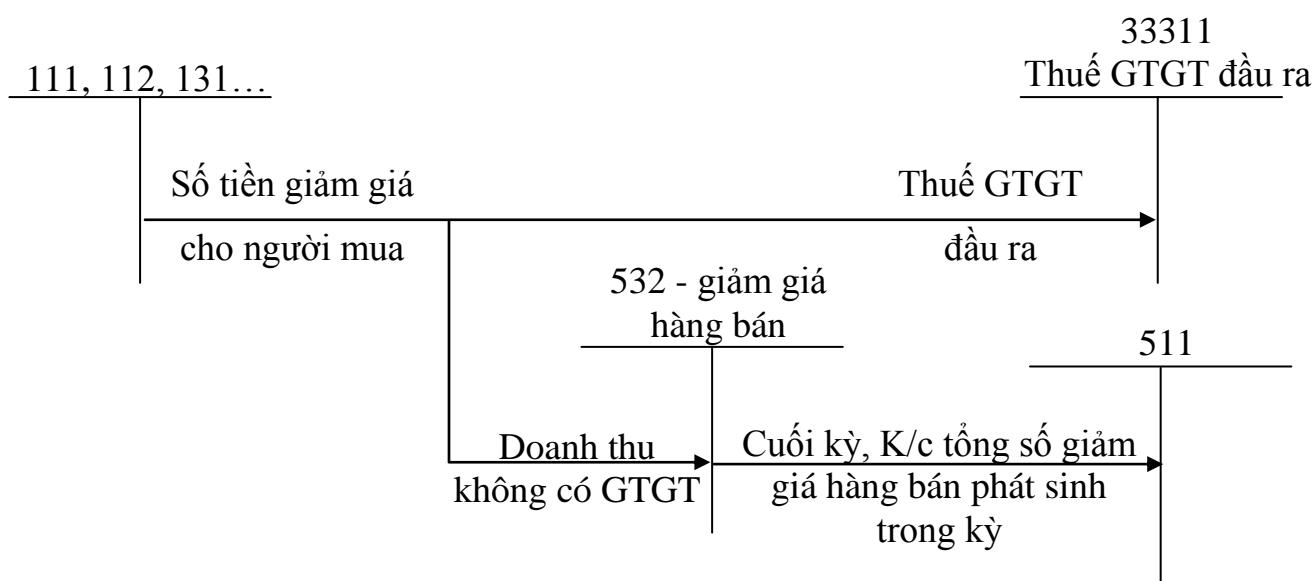 33311
111, 112, 131…
Thuế GTGT đầu ra
Số tiền giảm giá
cho người mua
Thuế GTGT
đầu ra
532 - giảm giá
hàng bán
511
Doanh thu
không có GTGT
Cuối kỳ, K/c tổng số giảm
giá hàng bán phát sinh
trong kỳ